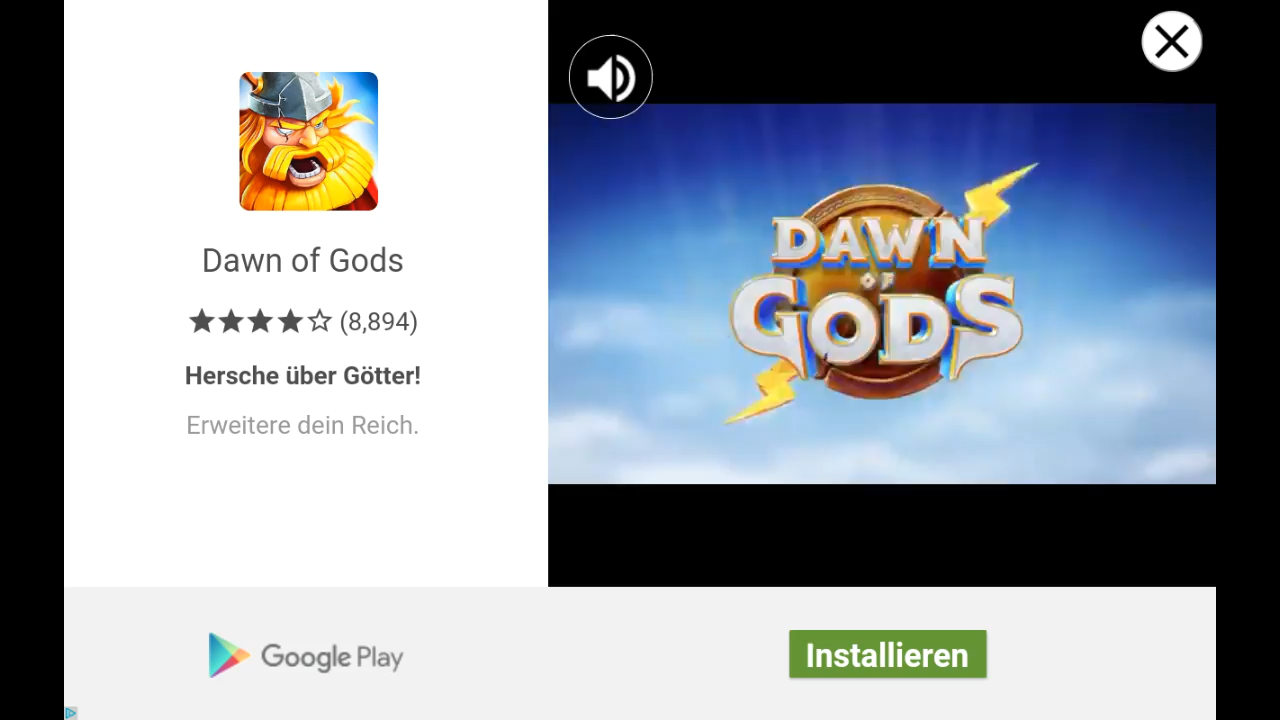 Dawn of Gods
(8,894)
Hersche über Götter!
Erweitere dein Reich.
DAWN
OF
GODS
Google Play
Installieren